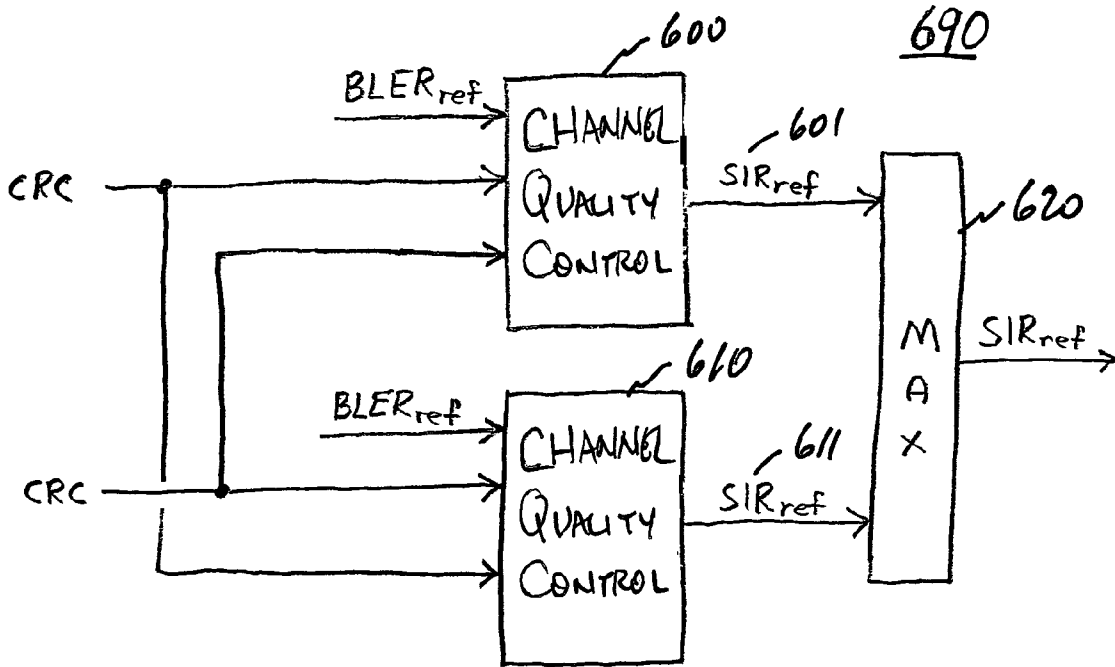 690
600
BLERref
CHANNEL
QUALITY
CONTROL
CRC
601
SIRref
620
MAX
SIRref
610
BLERref
CHANNEL
QUALITY
CONTROL
CRC
611
SIRref